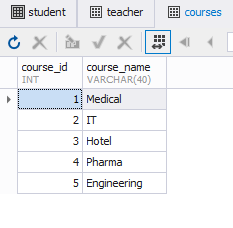 student teacher courses
course_id course_name
INT VARCHAR(40)
1 Medical
2 IT
3 Hotel
4 Pharma
5 Engineering